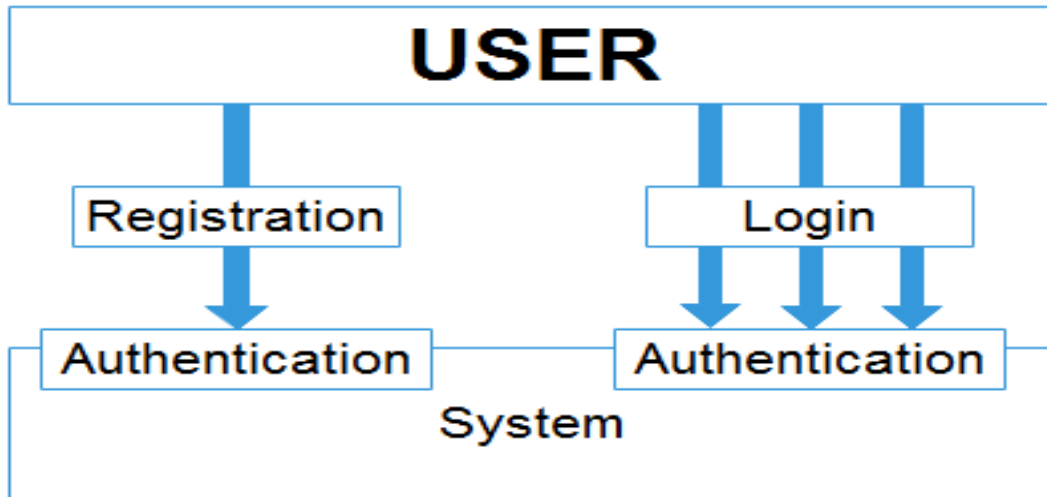 USER
Registration
Login
Authentication
Authentication
System